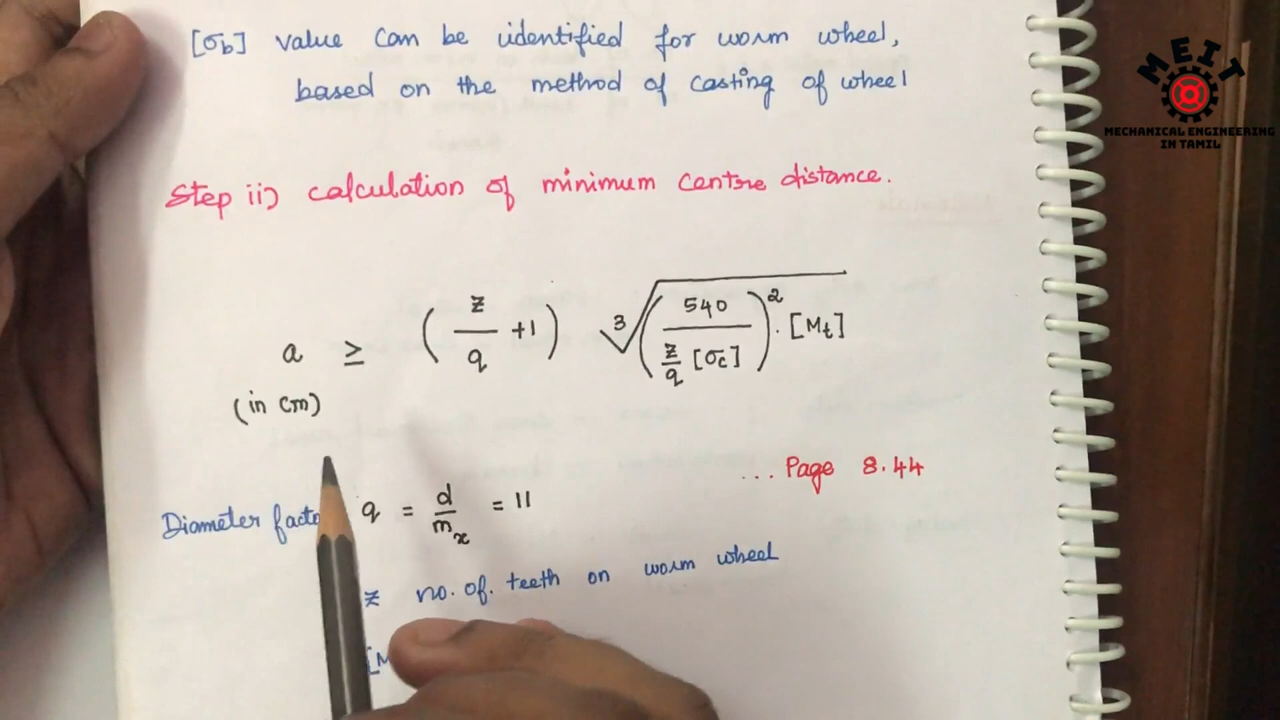 [σb] value can be identified for worm wheel,
based on the method of casting of wheel
Step ii) calculation of minimum centre distance.
a ≥ (z/q +1) ∛((540 / (z/q [σc]))² · [Mt])
(in cm)
... Page 8.44
Diameter facto q = d/mx = 11
z no. of. teeth on worm wheel
[M
MEIT
MECHANICAL ENGINEERING
IN TAMIL